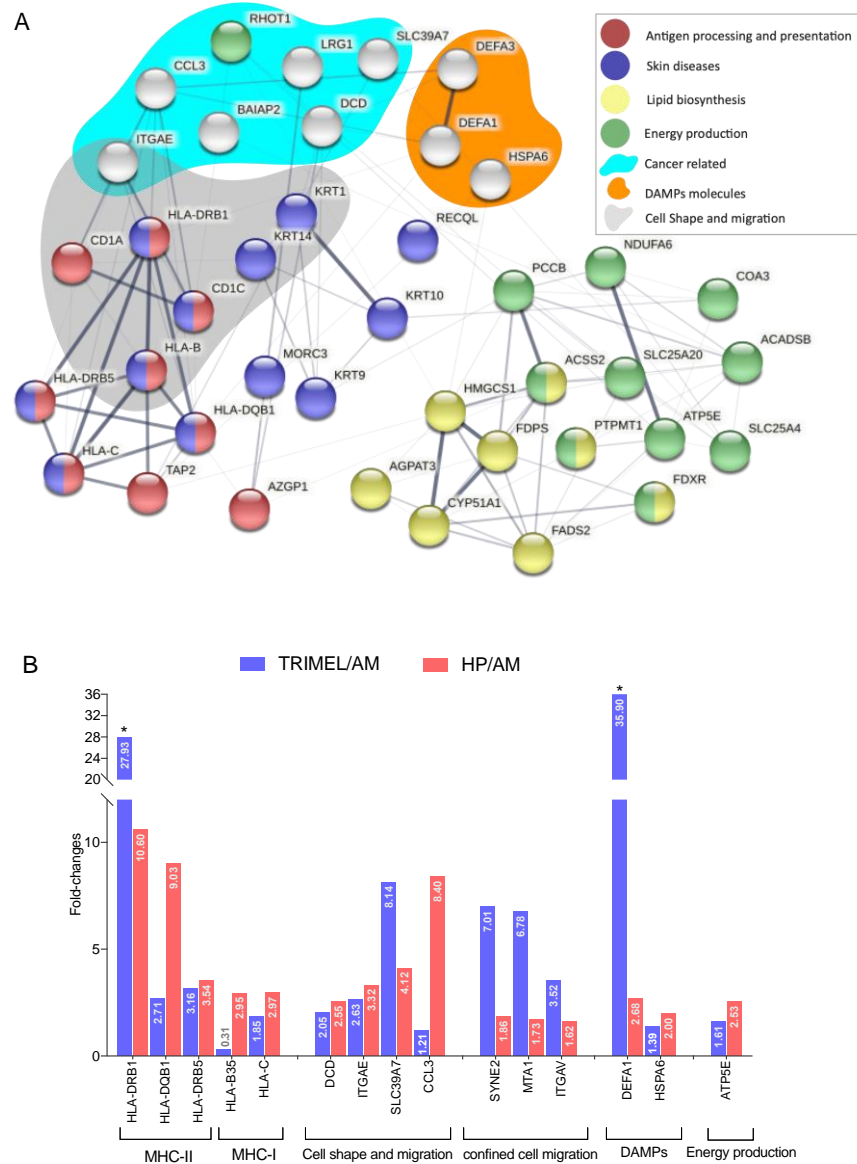 A
RHOT1
LRG1
SLC39A7
DEFA3
CCL3
BAIAP2
DCD
DEFA1
ITGAE
HSPA6
Antigen processing and presentation
Skin diseases
Lipid biosynthesis
Energy production
Cancer related
DAMPs molecules
Cell Shape and migration
KRT1
HLA-DRB1
RECQL
CD1A
KRT14
NDUFA6
CD1C
PCCB
COA3
KRT10
HLA-B
MORC3
ACSS2
SLC25A20
ACADSB
HLA-DRB5
KRT9
HMGCS1
HLA-DQB1
FDPS
PTPMT1
ATP5E
SLC25A4
HLA-C
TAP2
AZGP1
AGPAT3
CYP51A1
FDXR
FADS2
B
TRIMEL/AM HP/AM
Fold-changes
36
32
28
24
20
10
5
0
*
27.93
10.60
2.71
9.03
3.16
3.54
0.31
2.95
1.85
2.97
2.05
2.55
2.63
3.32
8.14
4.12
1.21
8.40
7.01
1.86
6.78
1.73
3.52
1.62
*
35.90
2.68
1.39
2.00
1.61
2.53
HLA-DRB1
HLA-DQB1
HLA-DRB5
HLA-B35
HLA-C
DCD
ITGAE
SLC39A7
CCL3
SYNE2
MTA1
ITGAV
DEFA1
HSPA6
ATP5E
MHC-II
MHC-I
Cell shape and migration
confined cell migration
DAMPs
Energy production